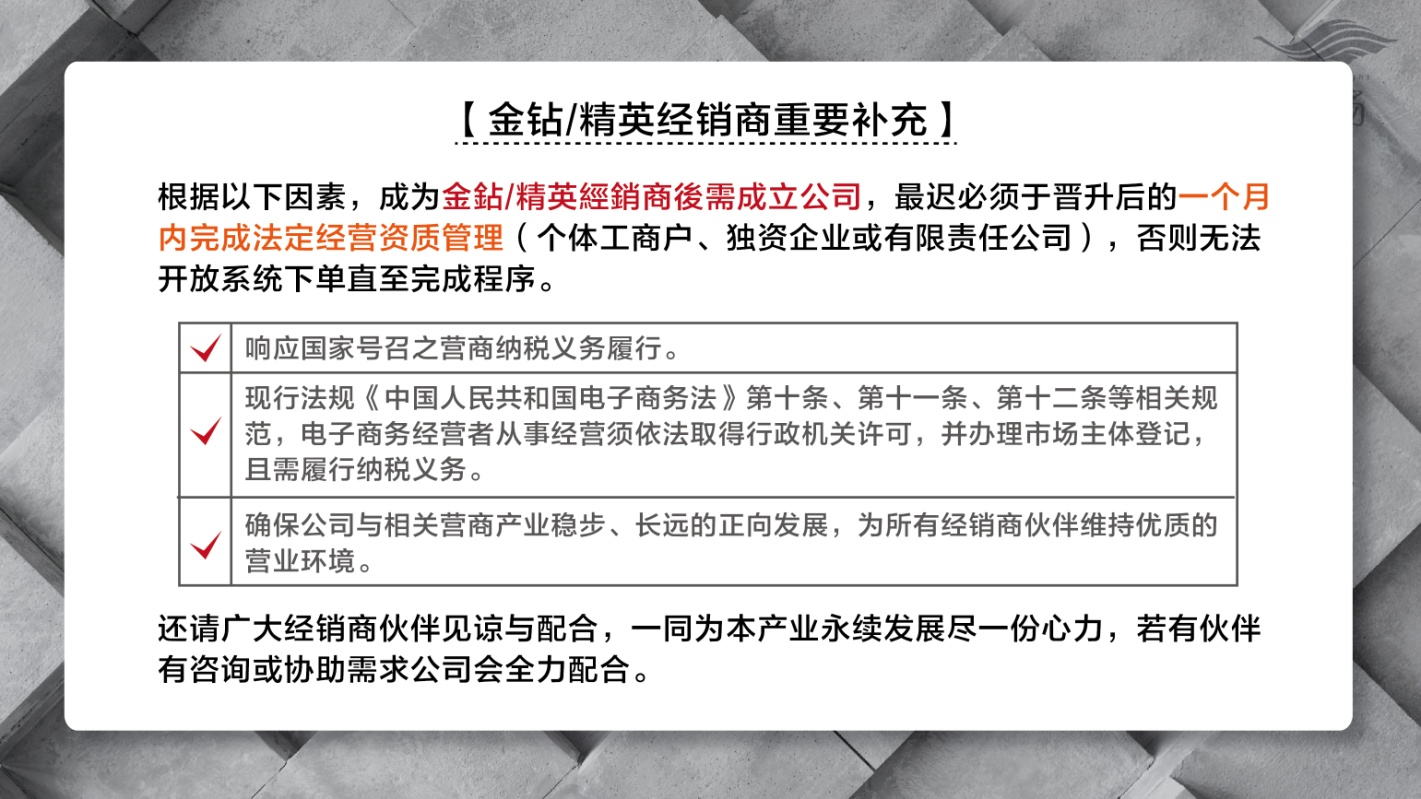 【金钻/精英经销商重要补充】
根据以下因素，成为金鉆/精英經銷商後需成立公司，最迟必须于晋升后的一个月
内完成法定经营资质管理（个体工商户、独资企业或有限责任公司），否则无法
开放系统下单直至完成程序。
响应国家号召之营商纳税义务履行。
现行法规《中国人民共和国电子商务法》第十条、第十一条、第十二条等相关规
范，电子商务经营者从事经营须依法取得行政机关许可，并办理市场主体登记，
且需履行纳税义务。
确保公司与相关营商产业稳步、长远的正向发展，为所有经销商伙伴维持优质的
营业环境。
还请广大经销商伙伴见谅与配合，一同为本产业永续发展尽一份心力，若有伙伴
有咨询或协助需求公司会全力配合。